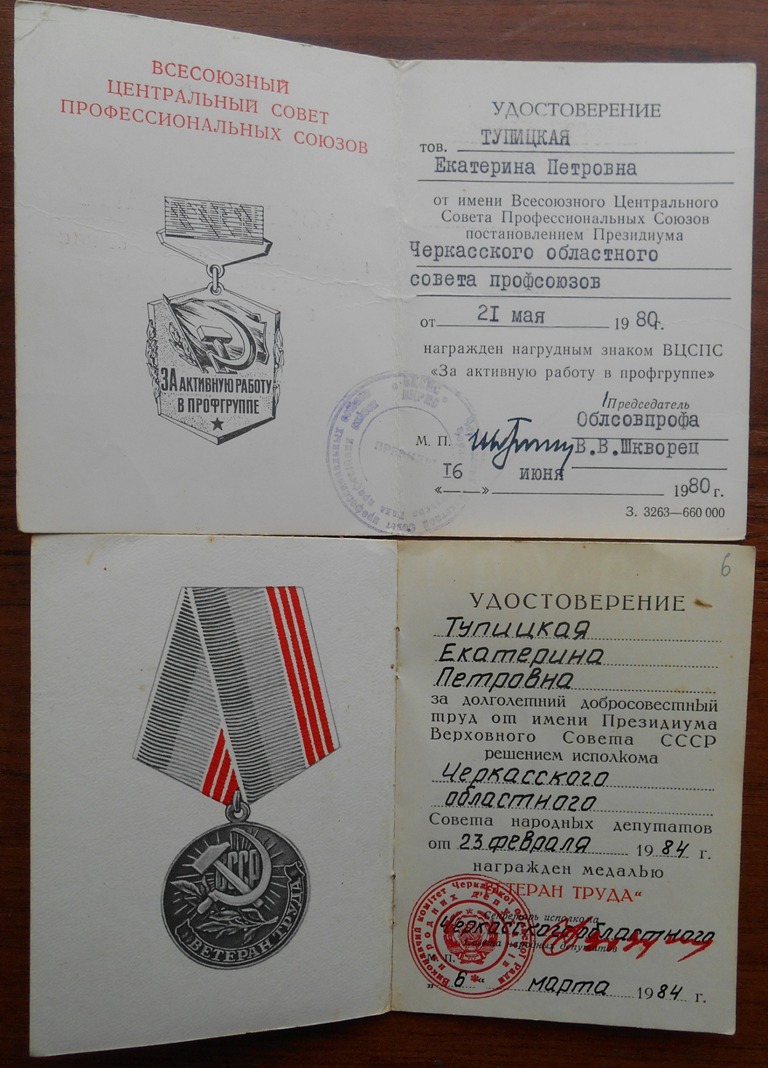 ВСЕСОЮЗНЫЙ
ЦЕНТРАЛЬНЫЙ СОВЕТ
ПРОФЕССИОНАЛЬНЫХ СОЮЗОВ
ЗА АКТИВНУЮ РАБОТУ
В ПРОФГРУППЕ
УДОСТОВЕРЕНИЕ
тов. ТУПИЦКАЯ
Екатерина Петровна
от имени Всесоюзного Центрального
Совета Профессиональных Союзов
постановлением Президиума
Черкасского областного
совета профсоюзов
от 21 мая 1980г.
награжден нагрудным знаком ВЦСПС
«За активную работу в профгруппе»
Председатель
Облсовпрофа
М. П. В.В.Шкворец
«16» июня 1980 г.
З. 3263—660 000
6
УДОСТОВЕРЕНИЕ
Тупицкая
Екатерина
Петровна
за долголетний добросовестный
труд от имени Президиума
Верховного Совета СССР
решением исполкома
Черкасского
областного
Совета народных депутатов
от 23 февраля 1984 г.
награжден медалью
„ВЕТЕРАН ТРУДА“
Секретарь исполкома
Черкасского областного
Совета народных депутатов
М. П.
„6“ марта 1984 г.
СССР
ВЕТЕРАН ТРУДА